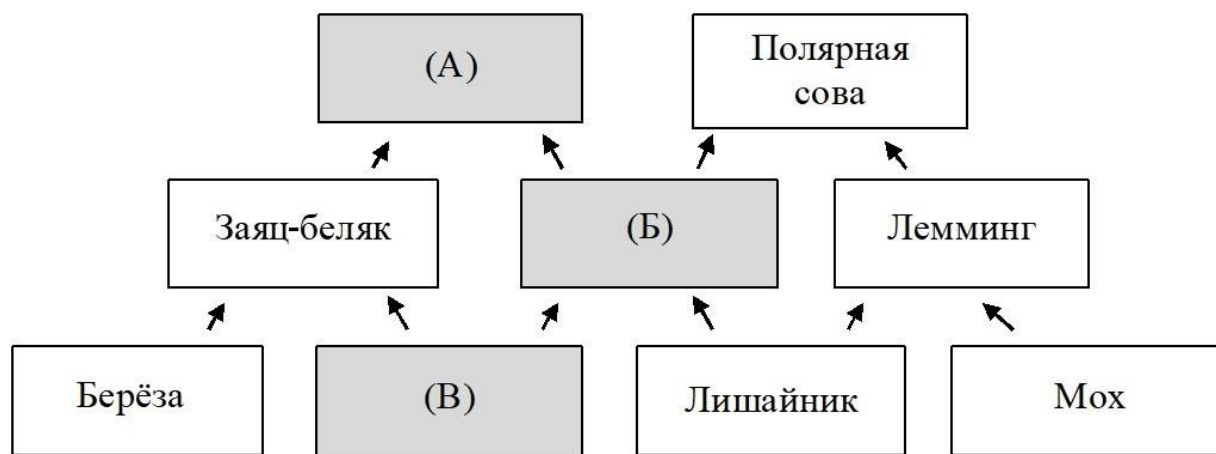 (А)
Полярная
сова
Заяц-беляк
(Б)
Лемминг
Берёза
(В)
Лишайник
Мох